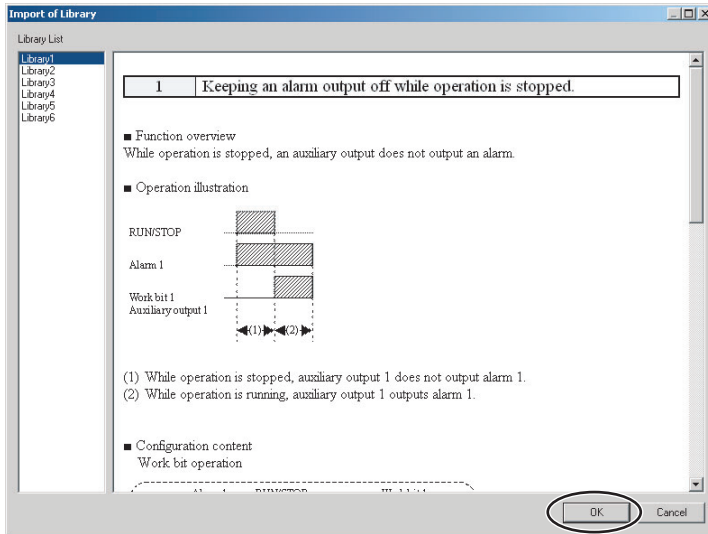 Import of Library
Library List
Library1
Library2
Library3
Library4
Library5
Library6
1 Keeping an alarm output off while operation is stopped.
■ Function overview
While operation is stopped, an auxiliary output does not output an alarm.
■ Operation illustration
RUN/STOP
Alarm 1
Work bit 1
Auxiliary output 1
(1) (2)
(1) While operation is stopped, auxiliary output 1 does not output alarm 1.
(2) While operation is running, auxiliary output 1 outputs alarm 1.
■ Configuration content
Work bit operation
OK Cancel